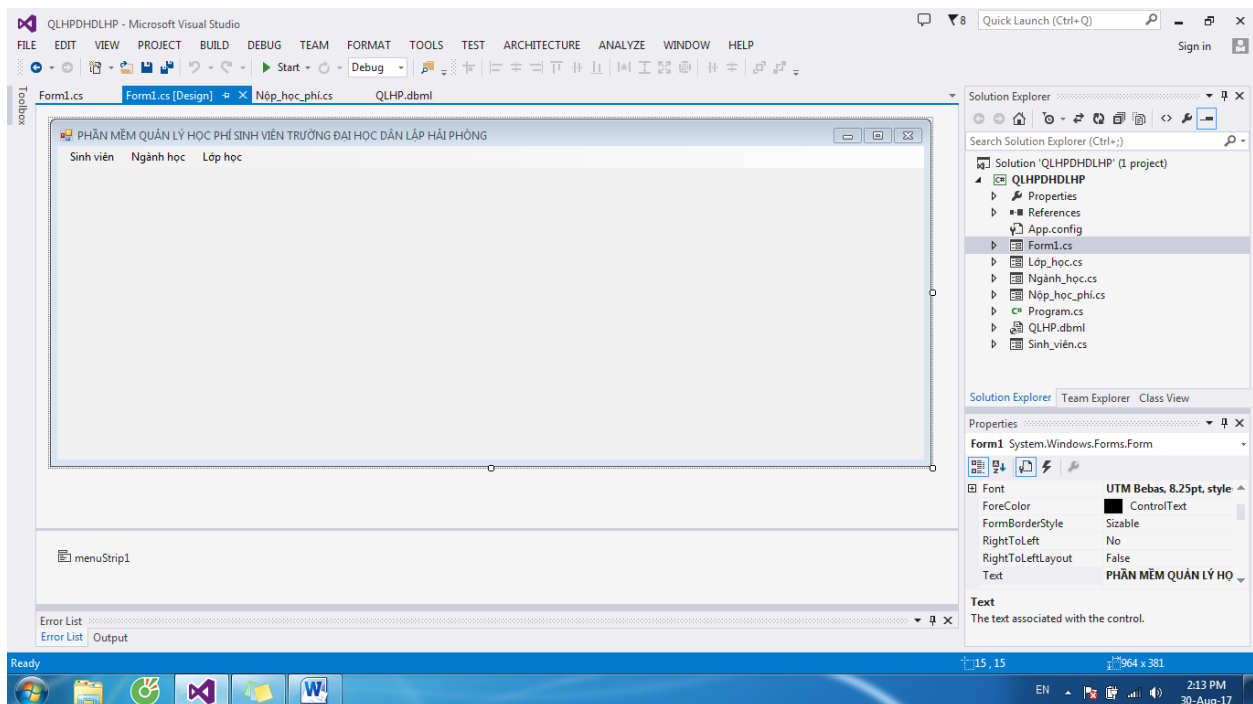 QLHPDHDLHP - Microsoft Visual Studio
8
Quick Launch (Ctrl+Q)
FILE EDIT VIEW PROJECT BUILD DEBUG TEAM FORMAT TOOLS TEST ARCHITECTURE ANALYZE WINDOW HELP
Sign in
Start Debug
Toolbox
Form1.cs Form1.cs [Design] Nộp_học_phí.cs QLHP.dbml
PHẦN MỀM QUẢN LÝ HỌC PHÍ SINH VIÊN TRƯỜNG ĐẠI HỌC DÂN LẬP HẢI PHÒNG
Sinh viên Ngành học Lớp học
menuStrip1
Error List
Error List Output
Solution Explorer
Search Solution Explorer (Ctrl+;)
Solution 'QLHPDHDLHP' (1 project)
C# QLHPDHDLHP
Properties
References
App.config
Form1.cs
Lớp_học.cs
Ngành_học.cs
Nộp_học_phí.cs
C# Program.cs
QLHP.dbml
Sinh_viên.cs
Solution Explorer Team Explorer Class View
Properties
Form1 System.Windows.Forms.Form
Font UTM Bebas, 8.25pt, style
ForeColor ControlText
FormBorderStyle Sizable
RightToLeft No
RightToLeftLayout False
Text PHẦN MỀM QUẢN LÝ HỌ
Text
The text associated with the control.
Ready
15 , 15
964 x 381
EN
2:13 PM
30-Aug-17